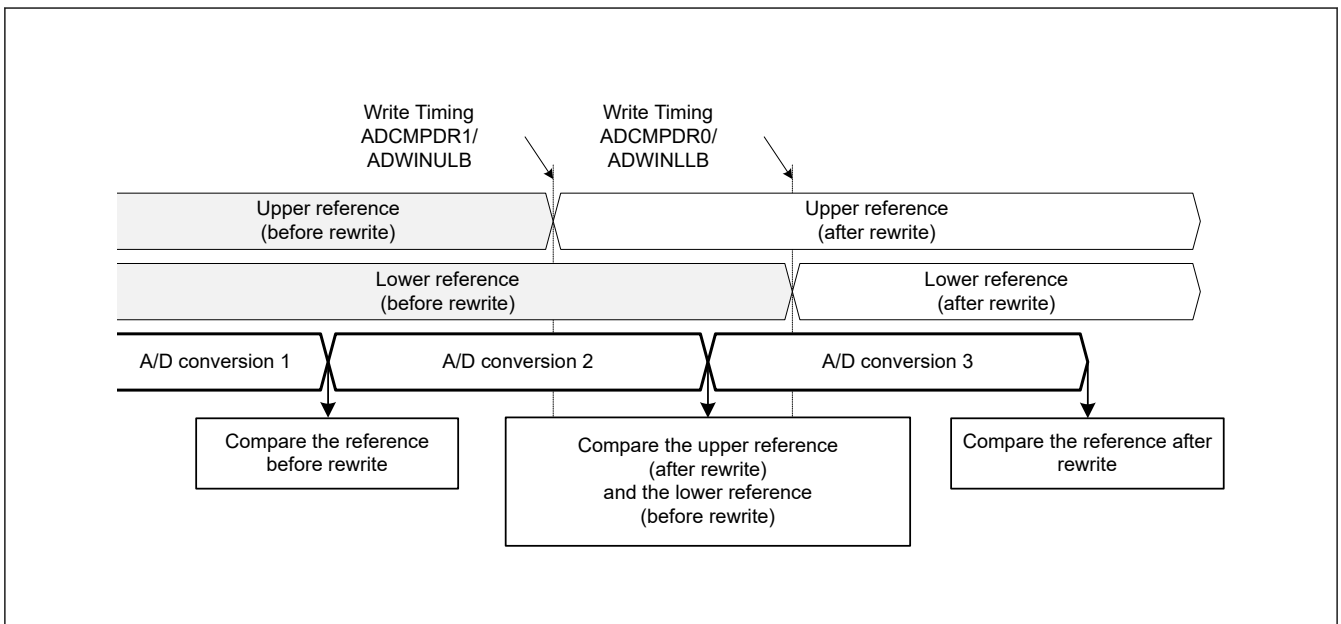 Write Timing
ADCMPDR1/
ADWINULB
Write Timing
ADCMPDR0/
ADWINLLB
Upper reference
(before rewrite)
Upper reference
(after rewrite)
Lower reference
(before rewrite)
Lower reference
(after rewrite)
A/D conversion 1
A/D conversion 2
A/D conversion 3
Compare the reference
before rewrite
Compare the upper reference
(after rewrite)
and the lower reference
(before rewrite)
Compare the reference after
rewrite